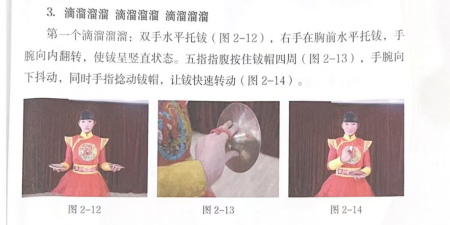 3. 滴溜溜溜 滴溜溜溜 滴溜溜溜
第一个滴溜溜溜：双手水平托钹（图 2-12），右手在胸前水平托钹，手
腕向内翻转，使钹呈竖直状态。五指指腹按住钹帽四周（图 2-13），手腕向
下抖动，同时手指捻动钹帽，让钹快速转动（图 2-14）。
图 2-12 图 2-13 图 2-14